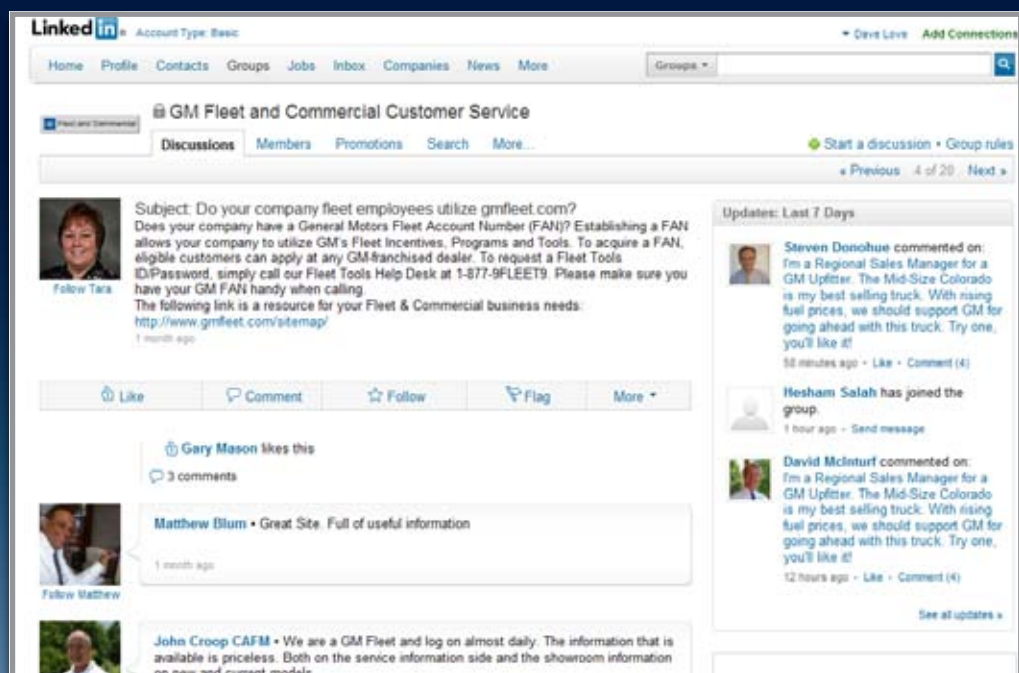 Linked in
Account Type: Basic
Dave Love Add Connections
Home Profile Contacts Groups Jobs Inbox Companies News More
Groups
GM Fleet and Commercial Customer Service
Fleet and Commercial
Discussions Members Promotions Search More...
Start a discussion • Group rules
« Previous 4 of 20 Next »
Subject: Do your company fleet employees utilize gmfleet.com?
Does your company have a General Motors Fleet Account Number (FAN)? Establishing a FAN
allows your company to utilize GM's Fleet Incentives, Programs and Tools. To acquire a FAN,
eligible customers can apply at any GM-franchised dealer. To request a Fleet Tools
ID/Password, simply call our Fleet Tools Help Desk at 1-877-9FLEET9. Please make sure you
have your GM FAN handy when calling.
The following link is a resource for your Fleet & Commercial business needs:
http://www.gmfleet.com/sitemap/
1 month ago
Follow Tara
Like Comment Follow Flag More
Gary Mason likes this
3 comments
Matthew Blum • Great Site. Full of useful information
1 month ago
Follow Matthew
John Croop CAFM • We are a GM Fleet and log on almost daily. The information that is
available is priceless. Both on the service information side and the showroom information
on new and current models.
Updates: Last 7 Days
Steven Donohue commented on:
I'm a Regional Sales Manager for a
GM Upfitter. The Mid-Size Colorado
is my best selling truck. With rising
fuel prices, we should support GM for
going ahead with this truck. Try one,
you'll like it!
58 minutes ago • Like • Comment (4)
Hesham Salah has joined the
group.
1 hour ago • Send message
David McInturf commented on:
I'm a Regional Sales Manager for a
GM Upfitter. The Mid-Size Colorado
is my best selling truck. With rising
fuel prices, we should support GM for
going ahead with this truck. Try one,
you'll like it!
12 hours ago • Like • Comment (4)
See all updates »